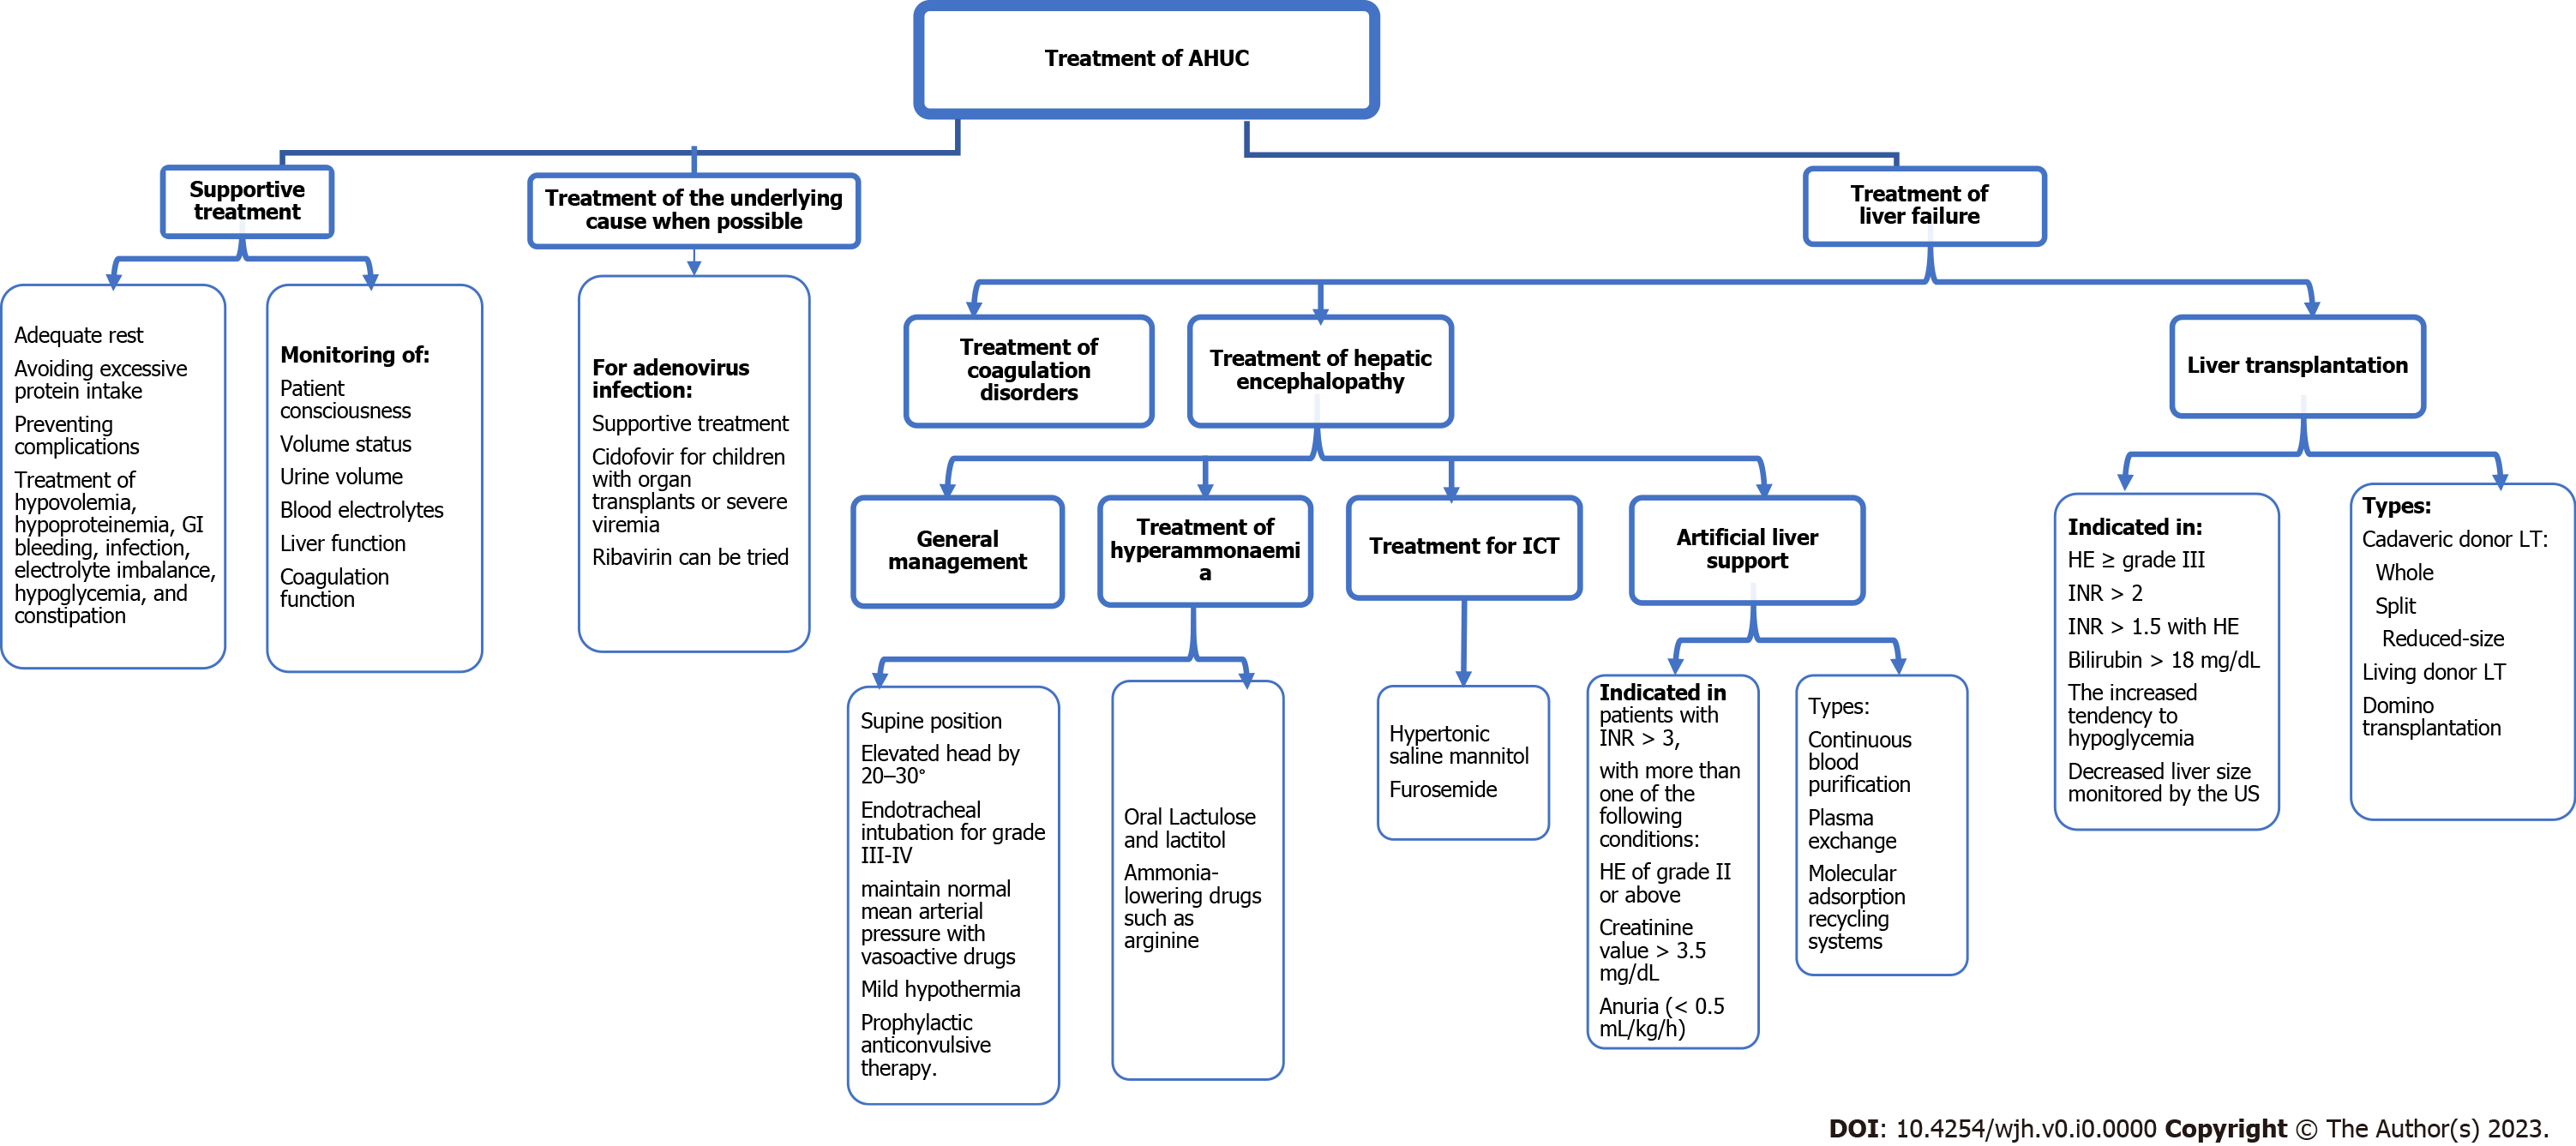 Treatment of AHUC
Supportive
treatment
Treatment of the underlying
cause when possible
Treatment of
liver failure
Adequate rest
Avoiding excessive
protein intake
Preventing
complications
Treatment of
hypovolemia,
hypoproteinemia, GI
bleeding, infection,
electrolyte imbalance,
hypoglycemia, and
constipation
Monitoring of:
Patient
consciousness
Volume status
Urine volume
Blood electrolytes
Liver function
Coagulation
function
For adenovirus
infection:
Supportive treatment
Cidofovir for children
with organ
transplants or severe
viremia
Ribavirin can be tried
Treatment of
coagulation
disorders
Treatment of hepatic
encephalopathy
Liver transplantation
General
management
Treatment of
hyperammonaemi
a
Treatment for ICT
Artificial liver
support
Supine position
Elevated head by
20–30°
Endotracheal
intubation for grade
III-IV
maintain normal
mean arterial
pressure with
vasoactive drugs
Mild hypothermia
Prophylactic
anticonvulsive
therapy.
Oral Lactulose
and lactitol
Ammonia-
lowering drugs
such as
arginine
Hypertonic
saline mannitol
Furosemide
Indicated in
patients with
INR > 3,
with more than
one of the
following
conditions:
HE of grade II
or above
Creatinine
value > 3.5
mg/dL
Anuria (< 0.5
mL/kg/h)
Types:
Continuous
blood
purification
Plasma
exchange
Molecular
adsorption
recycling
systems
Indicated in:
HE ≥ grade III
INR > 2
INR > 1.5 with HE
Bilirubin > 18 mg/dL
The increased
tendency to
hypoglycemia
Decreased liver size
monitored by the US
Types:
Cadaveric donor LT:
Whole
Split
Reduced-size
Living donor LT
Domino
transplantation
DOI: 10.4254/wjh.v0.i0.0000 Copyright © The Author(s) 2023.